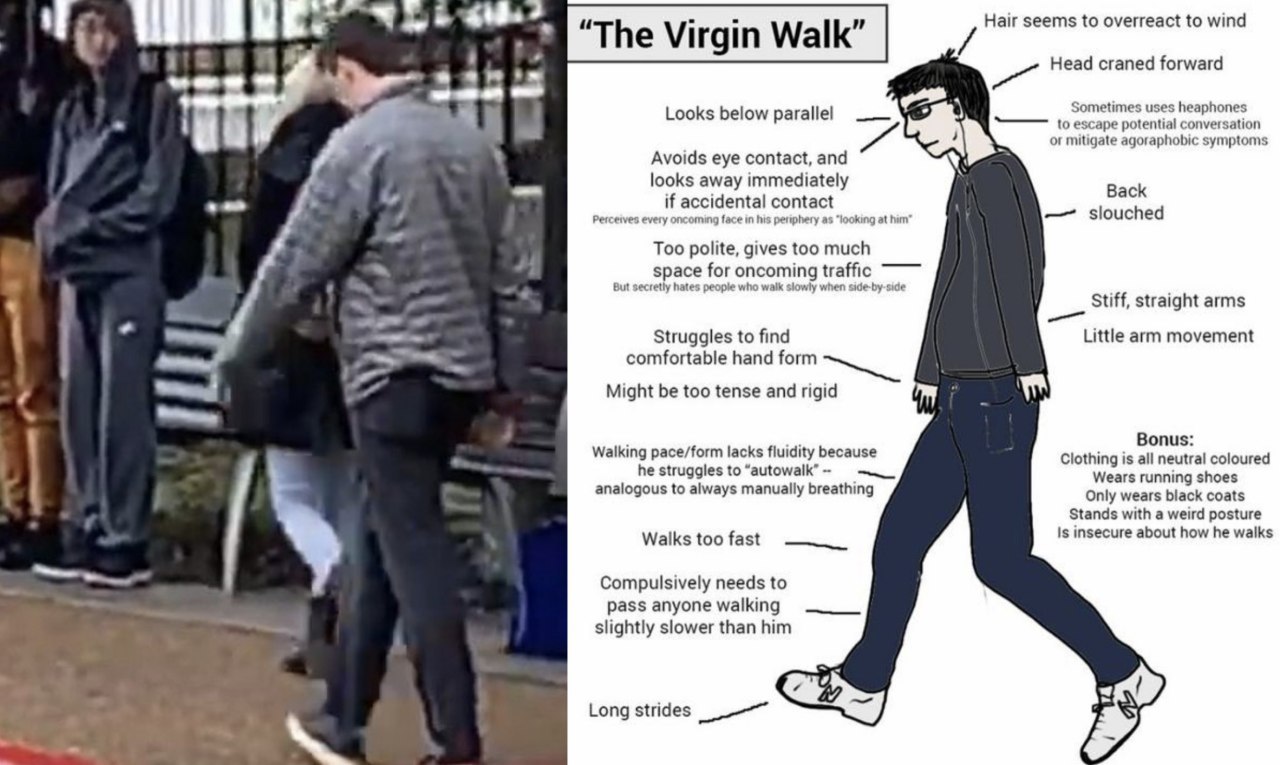 “The Virgin Walk”
Hair seems to overreact to wind
Head craned forward
Looks below parallel
Sometimes uses heaphones
to escape potential conversation
or mitigate agoraphobic symptoms
Avoids eye contact, and
looks away immediately
if accidental contact
Perceives every oncoming face in his periphery as "looking at him"
Back
slouched
Too polite, gives too much
space for oncoming traffic
But secretly hates people who walk slowly when side-by-side
Stiff, straight arms
Little arm movement
Struggles to find
comfortable hand form
Might be too tense and rigid
Walking pace/form lacks fluidity because
he struggles to “autowalk” --
analogous to always manually breathing
Bonus:
Clothing is all neutral coloured
Wears running shoes
Only wears black coats
Stands with a weird posture
Is insecure about how he walks
Walks too fast
Compulsively needs to
pass anyone walking
slightly slower than him
Long strides